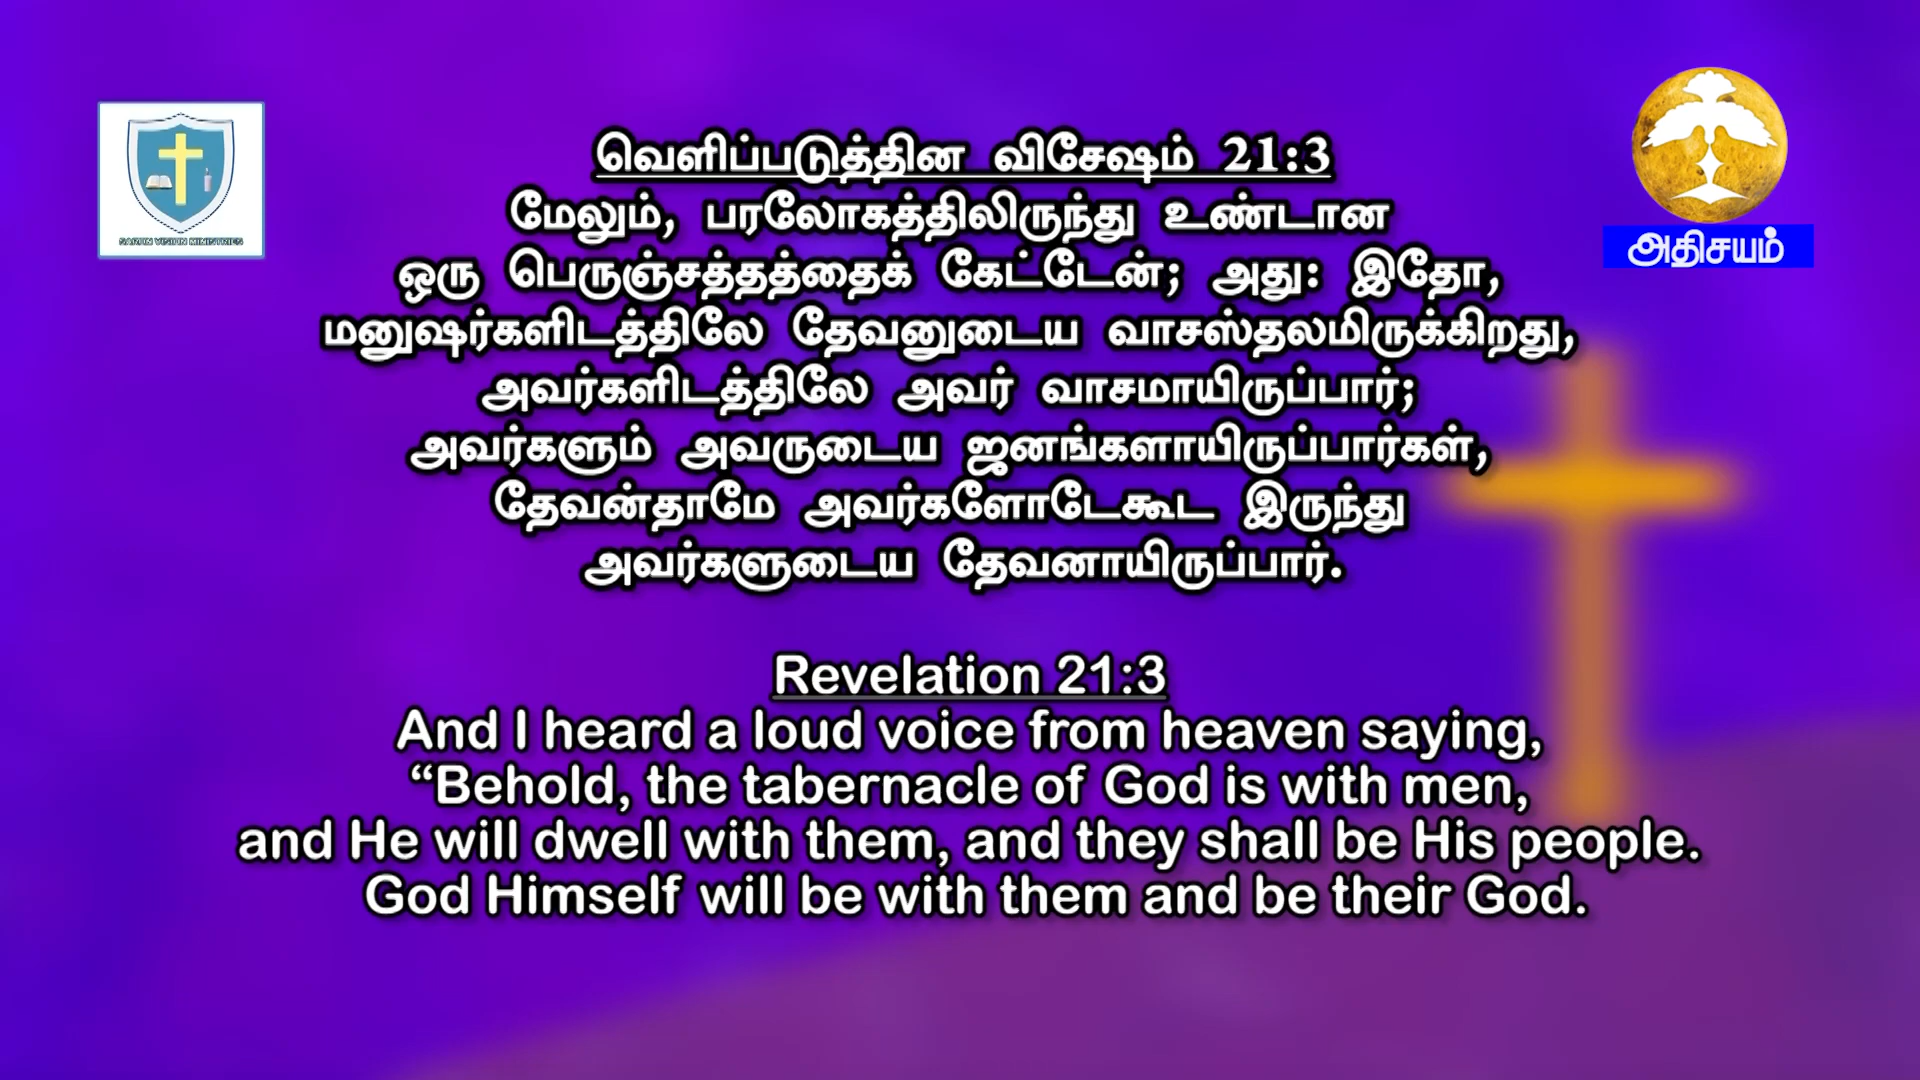 வெளிப்படுத்தின விசேஷம் 21:3
மேலும், பரலோகத்திலிருந்து உண்டான
ஒரு பெருஞ்சத்தத்தைக் கேட்டேன்; அது: இதோ,
மனுஷர்களிடத்திலே தேவனுடைய வாசஸ்தலமிருக்கிறது,
அவர்களிடத்திலே அவர் வாசமாயிருப்பார்;
அவர்களும் அவருடைய ஜனங்களாயிருப்பார்கள்,
தேவன்தாமே அவர்களோடேகூட இருந்து
அவர்களுடைய தேவனாயிருப்பார்.
Revelation 21:3
And I heard a loud voice from heaven saying,
“Behold, the tabernacle of God is with men,
and He will dwell with them, and they shall be His people.
God Himself will be with them and be their God.
அதிசயம்